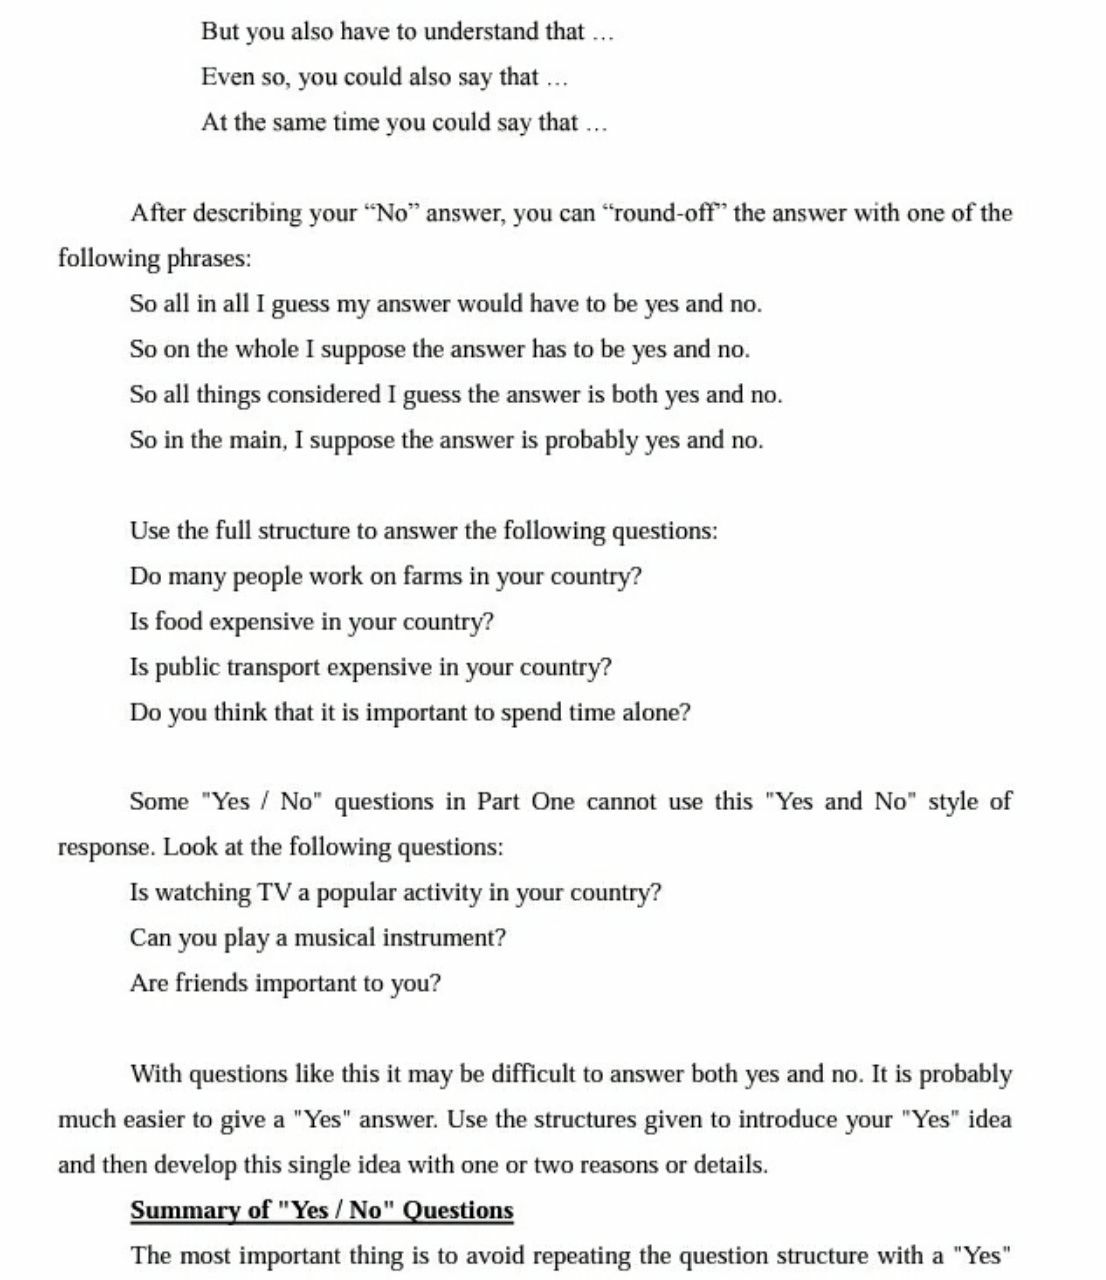 But you also have to understand that …
Even so, you could also say that …
At the same time you could say that …
After describing your “No” answer, you can “round-off” the answer with one of the
following phrases:
So all in all I guess my answer would have to be yes and no.
So on the whole I suppose the answer has to be yes and no.
So all things considered I guess the answer is both yes and no.
So in the main, I suppose the answer is probably yes and no.
Use the full structure to answer the following questions:
Do many people work on farms in your country?
Is food expensive in your country?
Is public transport expensive in your country?
Do you think that it is important to spend time alone?
Some "Yes / No" questions in Part One cannot use this "Yes and No" style of
response. Look at the following questions:
Is watching TV a popular activity in your country?
Can you play a musical instrument?
Are friends important to you?
With questions like this it may be difficult to answer both yes and no. It is probably
much easier to give a "Yes" answer. Use the structures given to introduce your "Yes" idea
and then develop this single idea with one or two reasons or details.
Summary of "Yes / No" Questions
The most important thing is to avoid repeating the question structure with a "Yes"